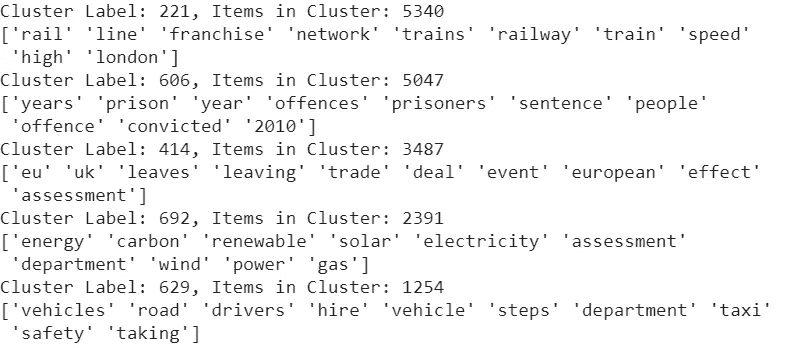 Cluster Label: 221, Items in Cluster: 5340
['rail' 'line' 'franchise' 'network' 'trains' 'railway' 'train' 'speed'
 'high' 'london']
Cluster Label: 606, Items in Cluster: 5047
['years' 'prison' 'year' 'offences' 'prisoners' 'sentence' 'people'
 'offence' 'convicted' '2010']
Cluster Label: 414, Items in Cluster: 3487
['eu' 'uk' 'leaves' 'leaving' 'trade' 'deal' 'event' 'european' 'effect'
 'assessment']
Cluster Label: 692, Items in Cluster: 2391
['energy' 'carbon' 'renewable' 'solar' 'electricity' 'assessment'
 'department' 'wind' 'power' 'gas']
Cluster Label: 629, Items in Cluster: 1254
['vehicles' 'road' 'drivers' 'hire' 'vehicle' 'steps' 'department' 'taxi'
 'safety' 'taking']